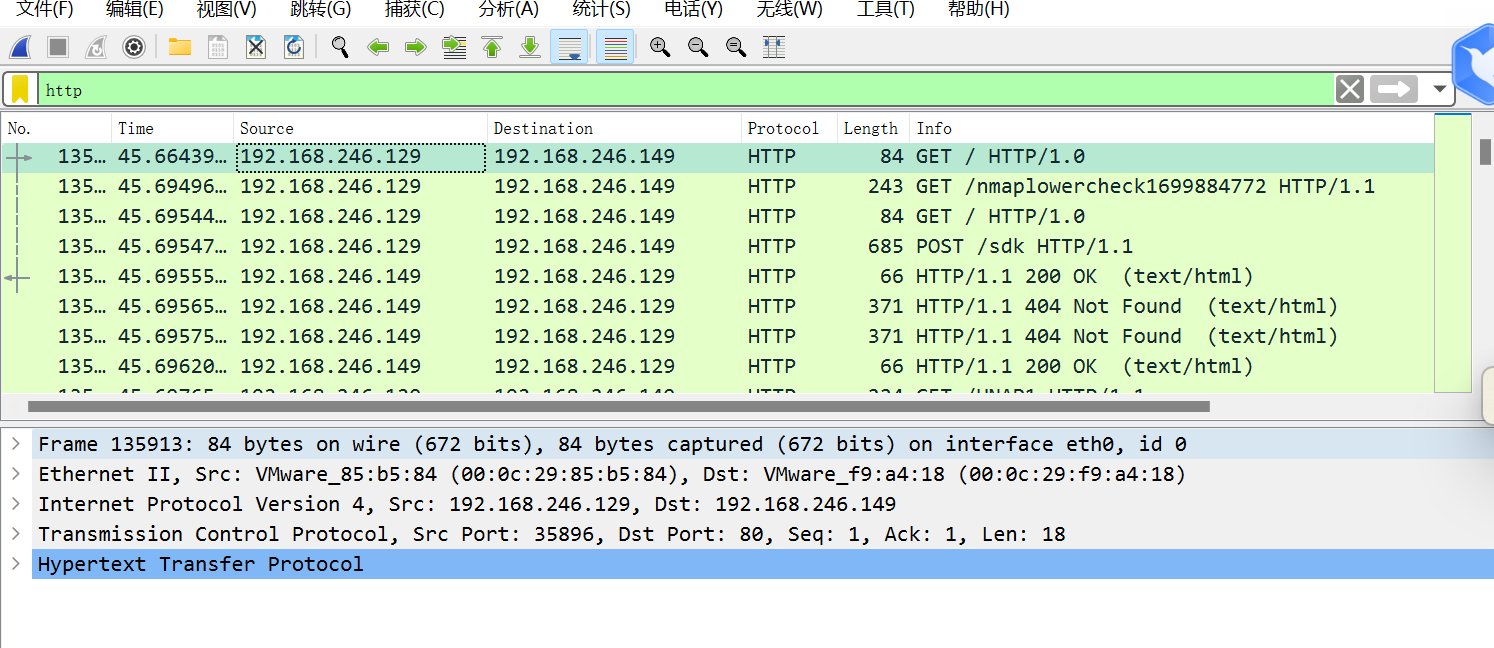 文件(F) 编辑(E) 视图(V) 跳转(G) 捕获(C) 分析(A) 统计(S) 电话(Y) 无线(W) 工具(T) 帮助(H)
http
No. Time Source Destination Protocol Length Info
135… 45.66439… 192.168.246.129 192.168.246.149 HTTP 84 GET / HTTP/1.0
135… 45.69496… 192.168.246.129 192.168.246.149 HTTP 243 GET /nmaplowercheck1699884772 HTTP/1.1
135… 45.69544… 192.168.246.129 192.168.246.149 HTTP 84 GET / HTTP/1.0
135… 45.69547… 192.168.246.129 192.168.246.149 HTTP 685 POST /sdk HTTP/1.1
135… 45.69555… 192.168.246.149 192.168.246.129 HTTP 66 HTTP/1.1 200 OK (text/html)
135… 45.69565… 192.168.246.149 192.168.246.129 HTTP 371 HTTP/1.1 404 Not Found (text/html)
135… 45.69575… 192.168.246.149 192.168.246.129 HTTP 371 HTTP/1.1 404 Not Found (text/html)
135… 45.69620… 192.168.246.149 192.168.246.129 HTTP 66 HTTP/1.1 200 OK (text/html)
Frame 135913: 84 bytes on wire (672 bits), 84 bytes captured (672 bits) on interface eth0, id 0
Ethernet II, Src: VMware_85:b5:84 (00:0c:29:85:b5:84), Dst: VMware_f9:a4:18 (00:0c:29:f9:a4:18)
Internet Protocol Version 4, Src: 192.168.246.129, Dst: 192.168.246.149
Transmission Control Protocol, Src Port: 35896, Dst Port: 80, Seq: 1, Ack: 1, Len: 18
Hypertext Transfer Protocol